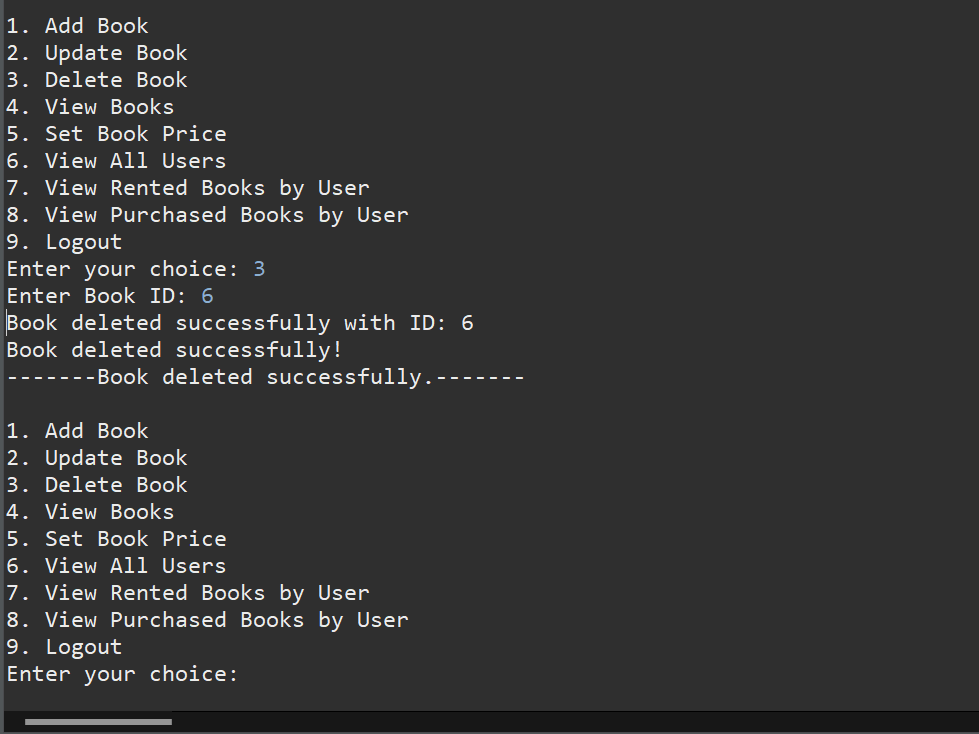 1. Add Book
2. Update Book
3. Delete Book
4. View Books
5. Set Book Price
6. View All Users
7. View Rented Books by User
8. View Purchased Books by User
9. Logout
Enter your choice: 3
Enter Book ID: 6
Book deleted successfully with ID: 6
Book deleted successfully!
-------Book deleted successfully.-------

1. Add Book
2. Update Book
3. Delete Book
4. View Books
5. Set Book Price
6. View All Users
7. View Rented Books by User
8. View Purchased Books by User
9. Logout
Enter your choice: